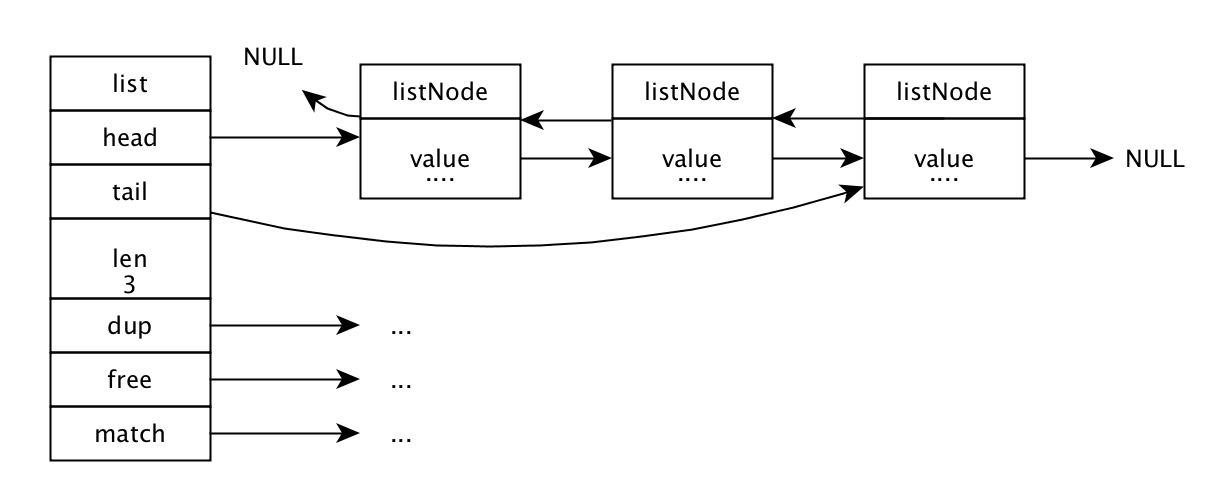 NULL
list
listNode
listNode
listNode
head
value
....
value
....
value
....
NULL
tail
len
3
dup
...
free
...
match
...